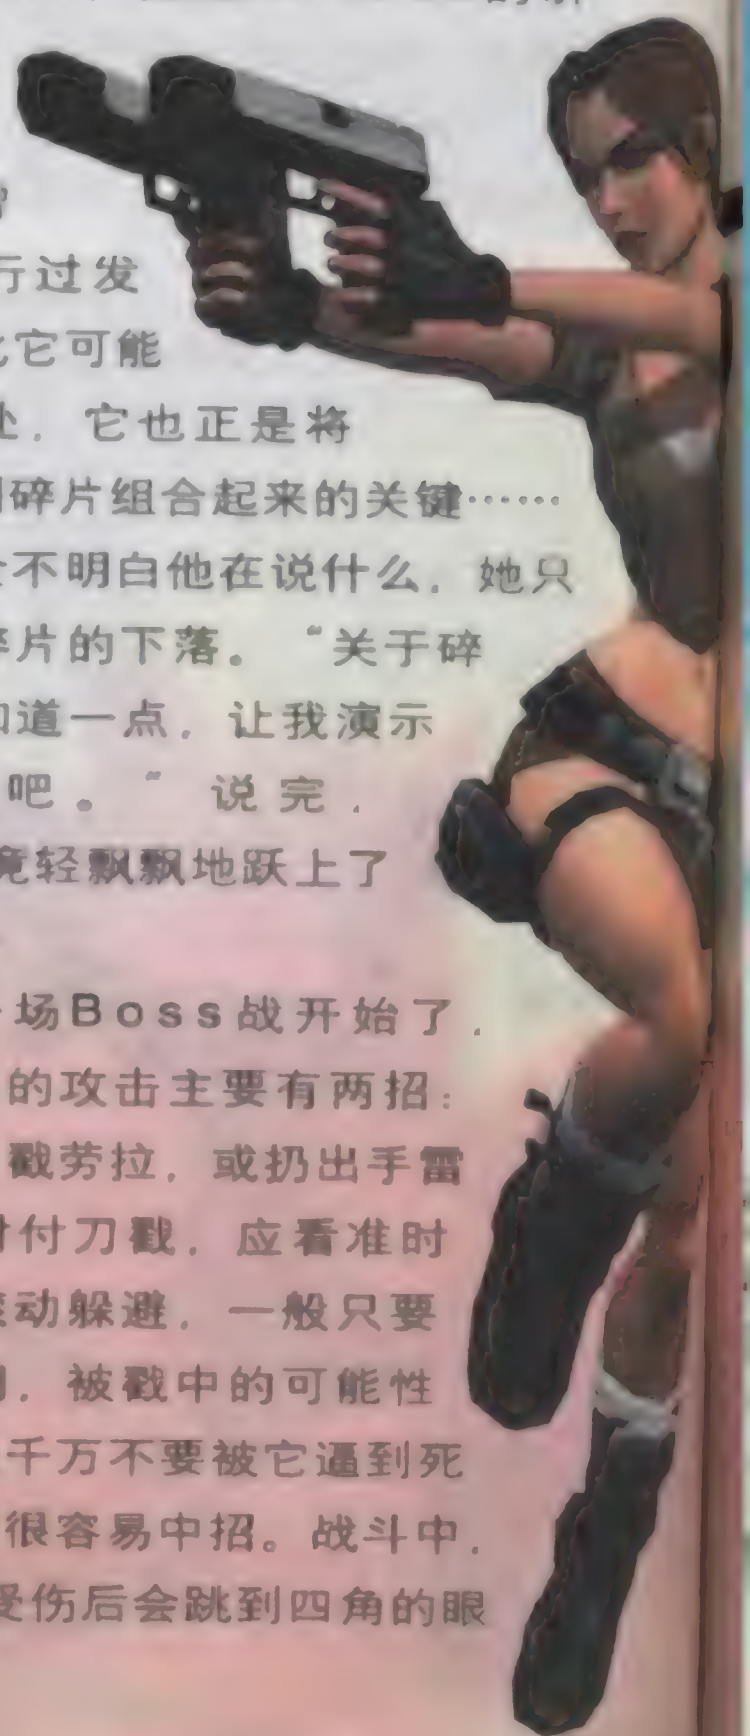 行过发
它可能
处，它也正是将
碎片组合起来的关键……
不明白他在说什么，她只
碎片的下落。“关于碎
知道一点，让我演示
吧。”说完，
竟轻飘飘地跃上了
场Boss战开始了，
的攻击主要有两招：
戳劳拉，或扔出手雷
对付刀戳，应看准时
滚动躲避，一般只要
，被戳中的可能性
千万不要被它逼到死
很容易中招。战斗中，
受伤后会跳到四角的眼